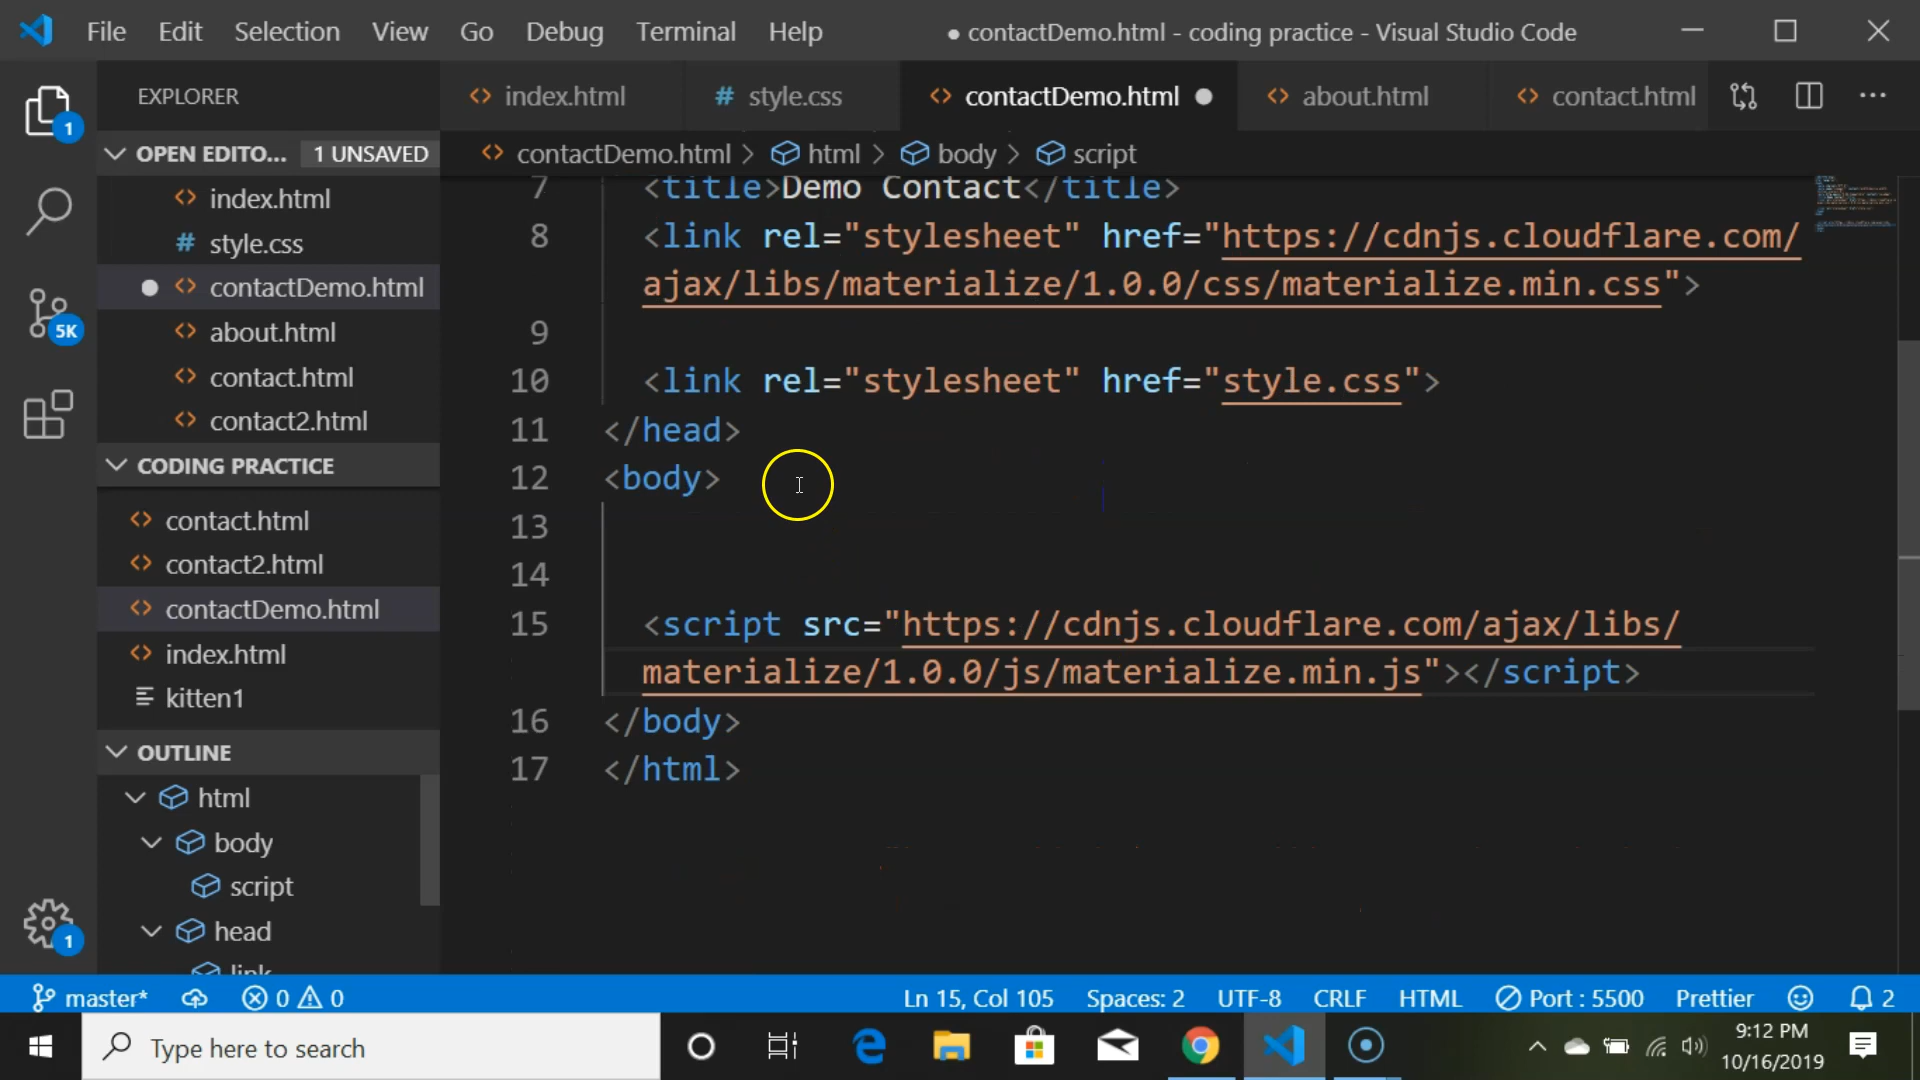 File Edit Selection View Go Debug Terminal Help
● contactDemo.html - coding practice - Visual Studio Code
EXPLORER
index.html
# style.css
contactDemo.html
about.html
contact.html
OPEN EDITO... 1 UNSAVED
contactDemo.html > html > body > script
index.html
# style.css
contactDemo.html
about.html
contact.html
contact2.html
CODING PRACTICE
contact.html
contact2.html
contactDemo.html
index.html
kitten1
OUTLINE
html
body
script
head
link
1
5K
1
7 <title>Demo Contact</title>
8 <link rel="stylesheet" href="https://cdnjs.cloudflare.com/
ajax/libs/materialize/1.0.0/css/materialize.min.css">
9
10 <link rel="stylesheet" href="style.css">
11 </head>
12 <body>
13
14
15 <script src="https://cdnjs.cloudflare.com/ajax/libs/
materialize/1.0.0/js/materialize.min.js"></script>
16 </body>
17 </html>
master* 0 0 Ln 15, Col 105 Spaces: 2 UTF-8 CRLF HTML Port : 5500 Prettier 2
Type here to search
9:12 PM
10/16/2019